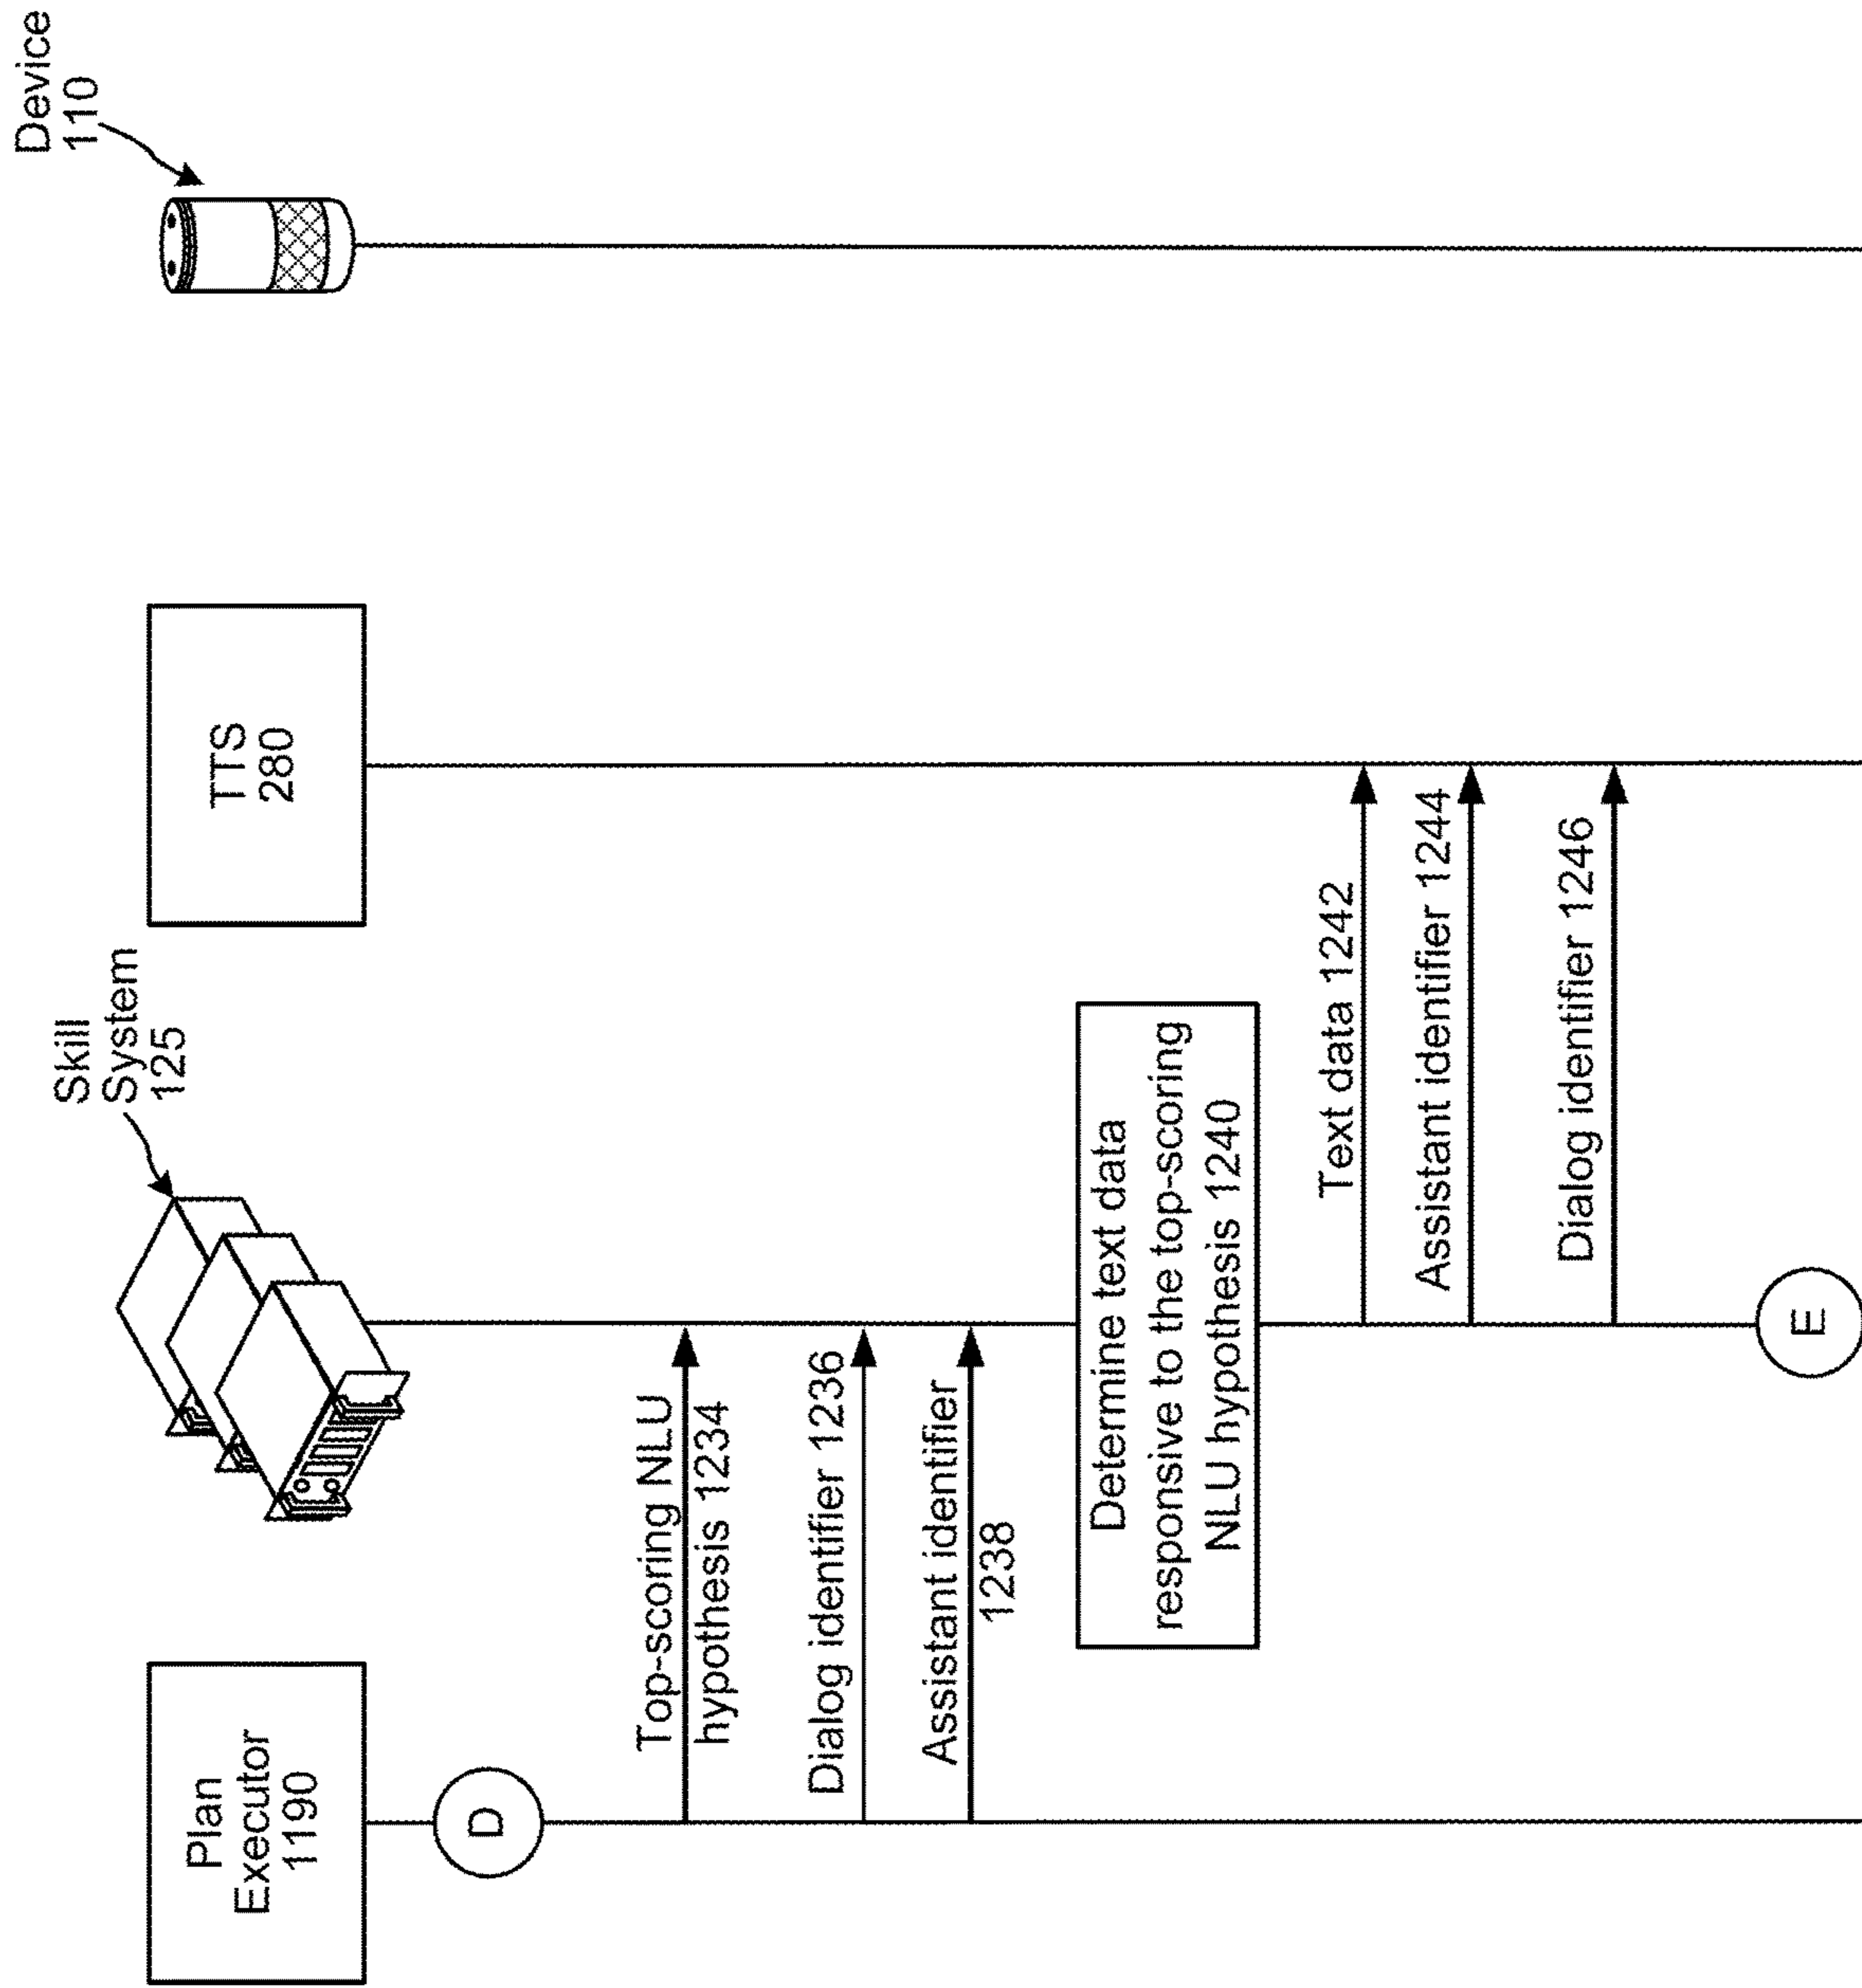 Plan
Executor
1190
Skill
System
125
TTS
280
Device
110
D
Top-scoring NLU
hypothesis 1234
Dialog identifier 1236
Assistant identifier
1238
Determine text data
responsive to the top-scoring
NLU hypothesis 1240
Text data 1242
Assistant identifier 1244
Dialog identifier 1246
E